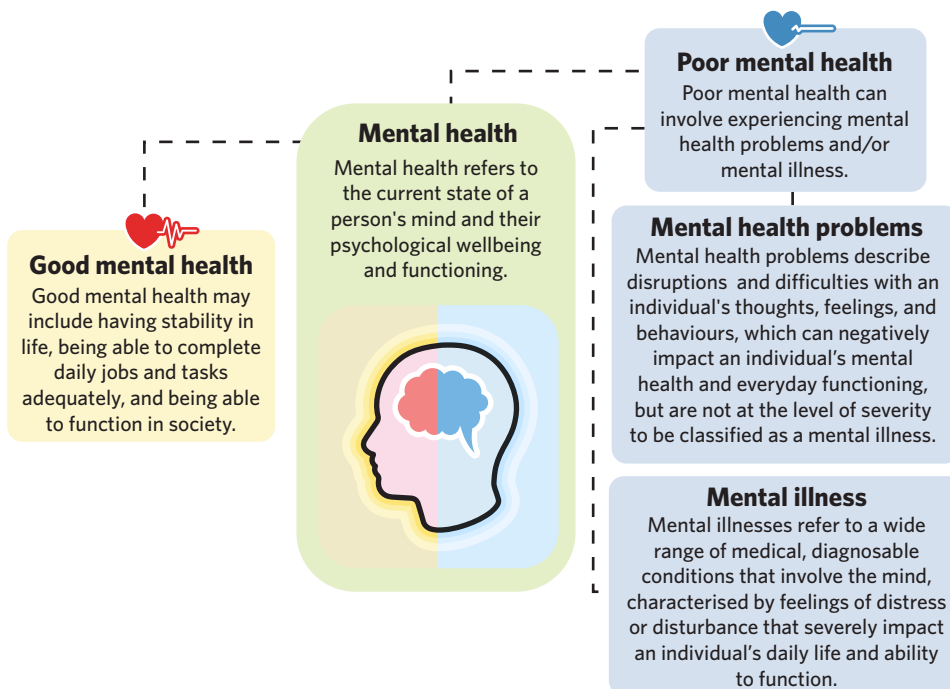 Poor mental health
Poor mental health can
involve experiencing mental
health problems and/or
mental illness.
Mental health
Mental health refers to
the current state of a
person's mind and their
psychological wellbeing
and functioning.
Good mental health
Good mental health may
include having stability in
life, being able to complete
daily jobs and tasks
adequately, and being able
to function in society.
Mental health problems
Mental health problems describe
disruptions and difficulties with an
individual's thoughts, feelings, and
behaviours, which can negatively
impact an individual’s mental
health and everyday functioning,
but are not at the level of severity
to be classified as a mental illness.
Mental illness
Mental illnesses refer to a wide
range of medical, diagnosable
conditions that involve the mind,
characterised by feelings of distress
or disturbance that severely impact
an individual’s daily life and ability
to function.